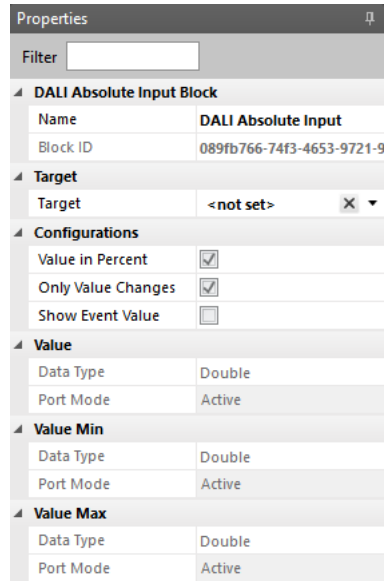 Properties
Filter
DALI Absolute Input Block
Name DALI Absolute Input
Block ID 089fb766-74f3-4653-9721-9
Target
Target <not set>
Configurations
Value in Percent
Only Value Changes
Show Event Value
Value
Data Type Double
Port Mode Active
Value Min
Data Type Double
Port Mode Active
Value Max
Data Type Double
Port Mode Active